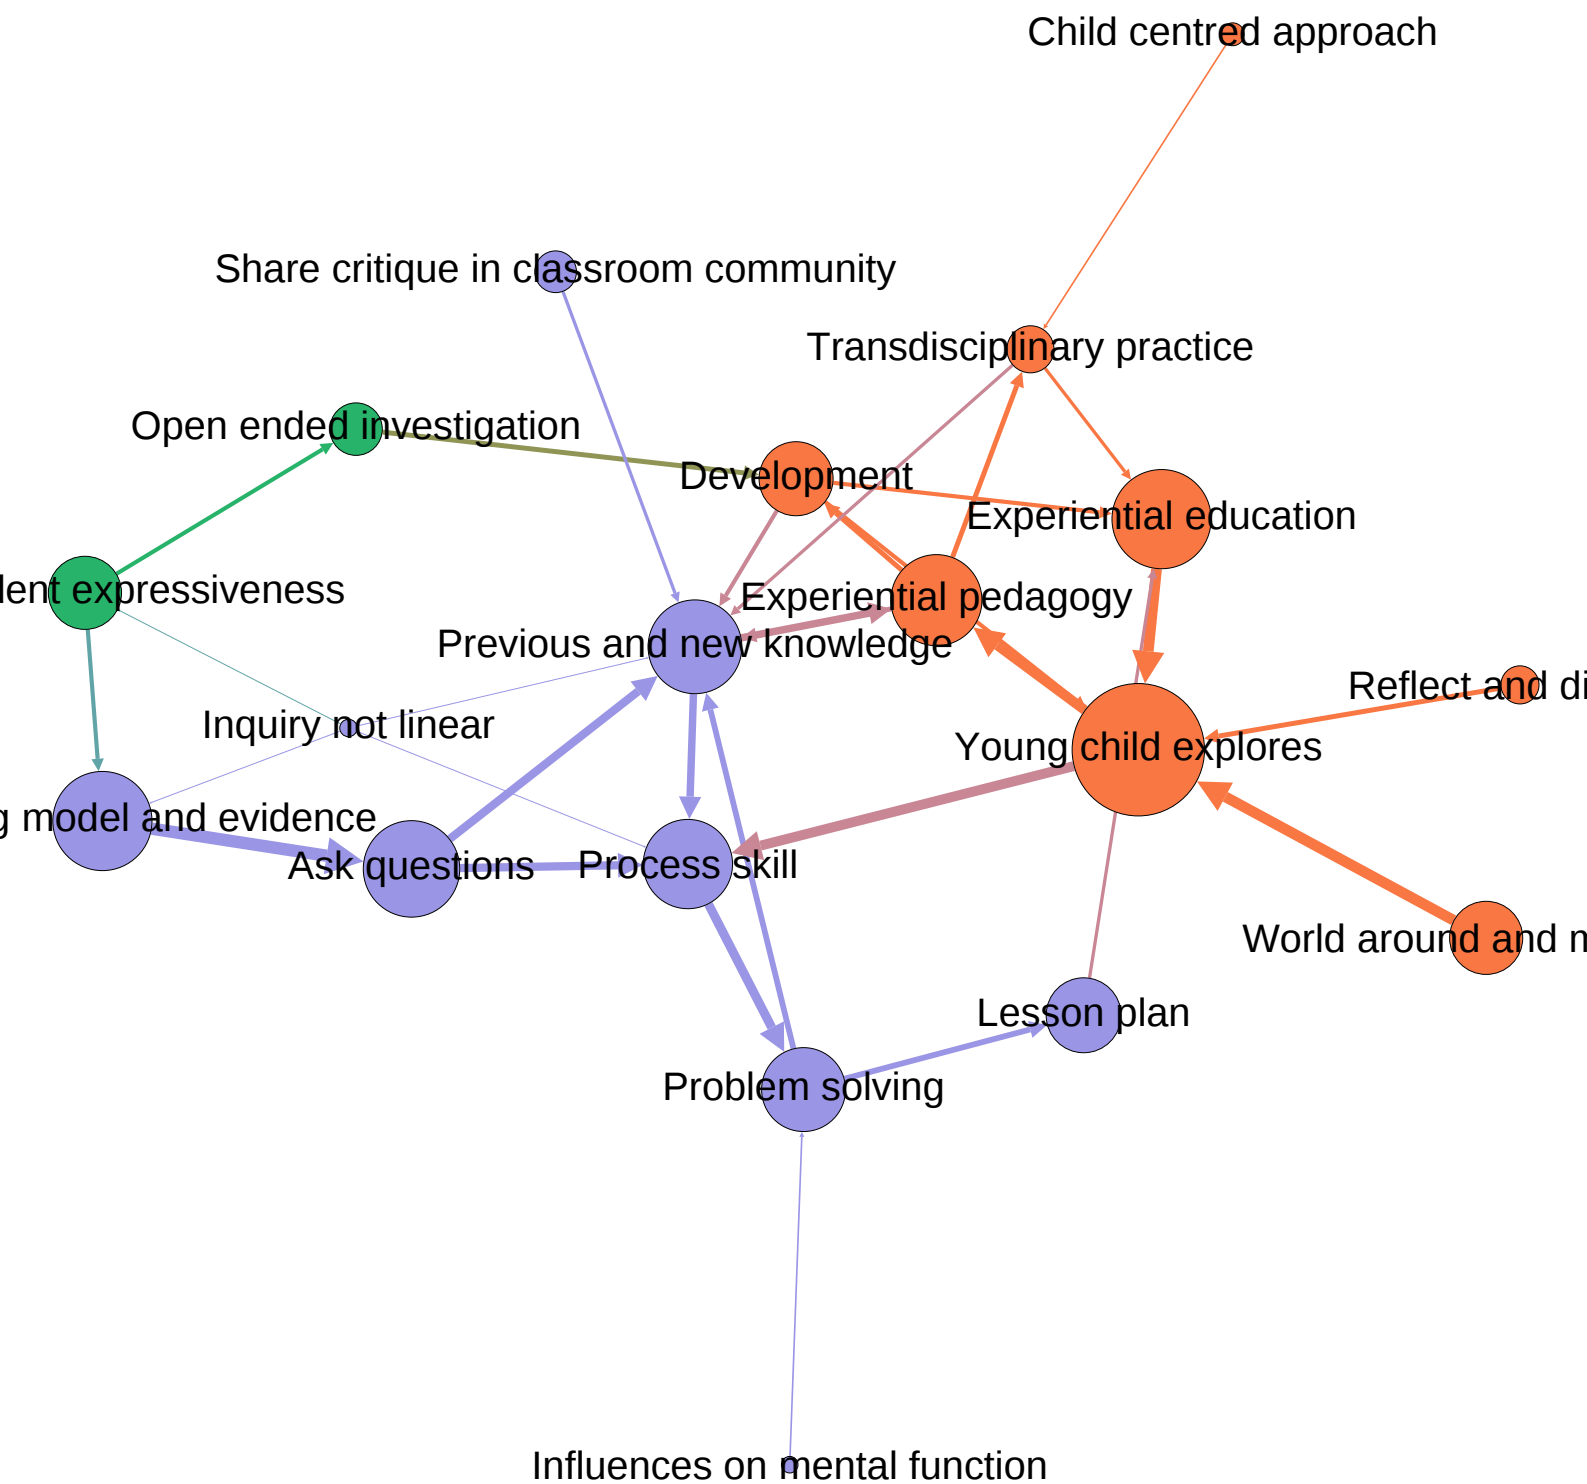 Child centred approach
Share critique in classroom community
Transdisciplinary practice
Open ended investigation
Development
Experiential education
expressiveness
Experiential pedagogy
Previous and new knowledge
Reflect and
Inquiry not linear
Young child explores
model and evidence
Ask questions
Process skill
World around and
Lesson plan
Problem solving
Influences on mental function